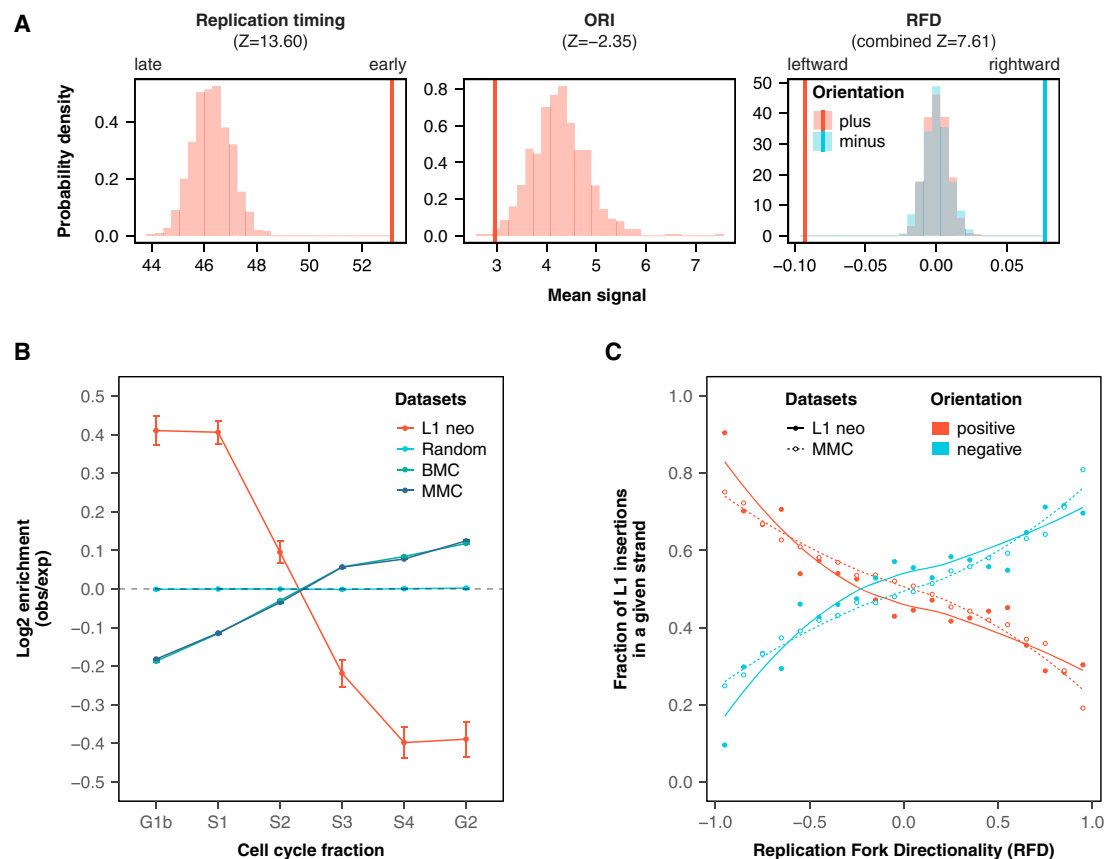 A
Replication timing
(Z=13.60)
late
early
ORI
(Z=−2.35)
RFD
(combined Z=7.61)
leftward
rightward
Probability density
0.4
0.2
0.0
44
46
48
50
52
0.8
0.6
0.4
0.2
0.0
3
4
5
6
7
50
40
30
20
10
0
−0.10
−0.05
0.00
0.05
Orientation
plus
minus
Mean signal
B
Log2 enrichment
(obs/exp)
0.5
0.4
0.3
0.2
0.1
0.0
−0.1
−0.2
−0.3
−0.4
−0.5
Datasets
L1 neo
Random
BMC
MMC
G1b
S1
S2
S3
S4
G2
Cell cycle fraction
C
Fraction of L1 insertions
in a given strand
1.0
0.8
0.6
0.4
0.2
0.0
Datasets
L1 neo
MMC
Orientation
positive
negative
−1.0
−0.5
0.0
0.5
1.0
Replication Fork Directionality (RFD)